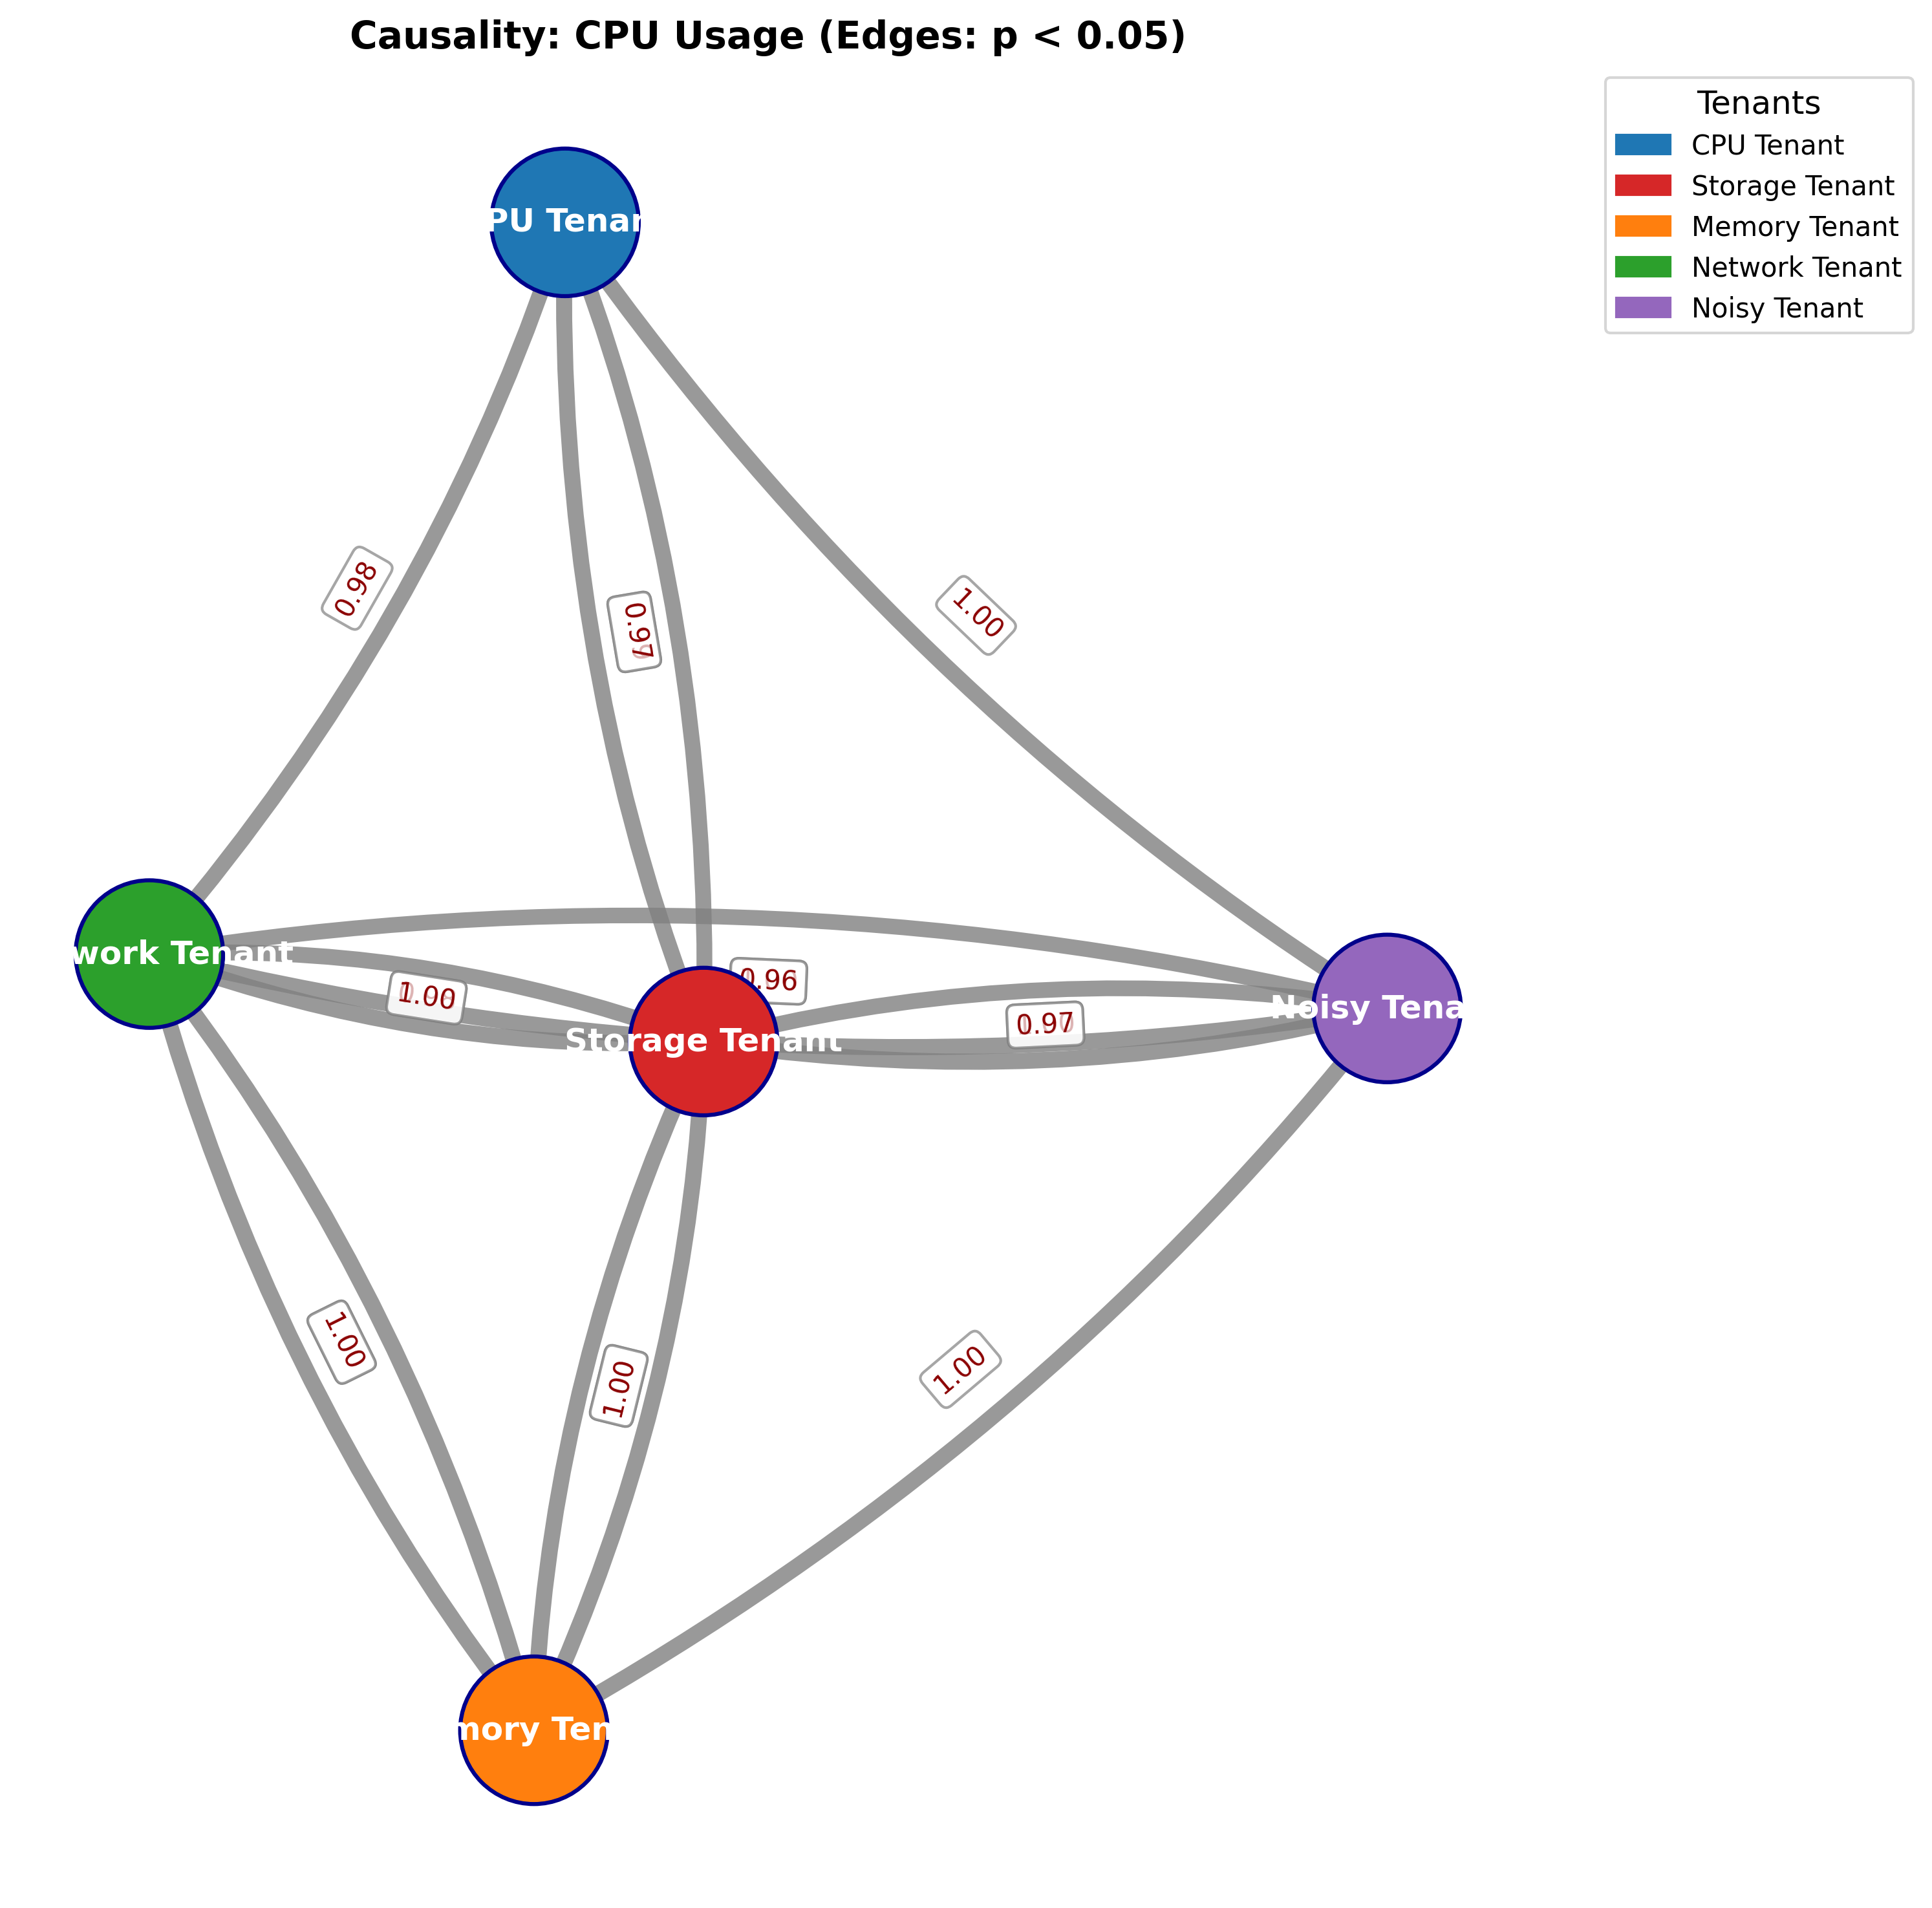 Causality: CPU Usage (Edges: p < 0.05)
Tenants
CPU Tenant
Storage Tenant
Memory Tenant
Network Tenant
Noisy Tenant
PU Tenan
0.98
0.97
1.00
work Tenant
1.00
0.96
0.97
Noisy Tena
Storage Tenant
1.00
1.00
1.00
mory Ten